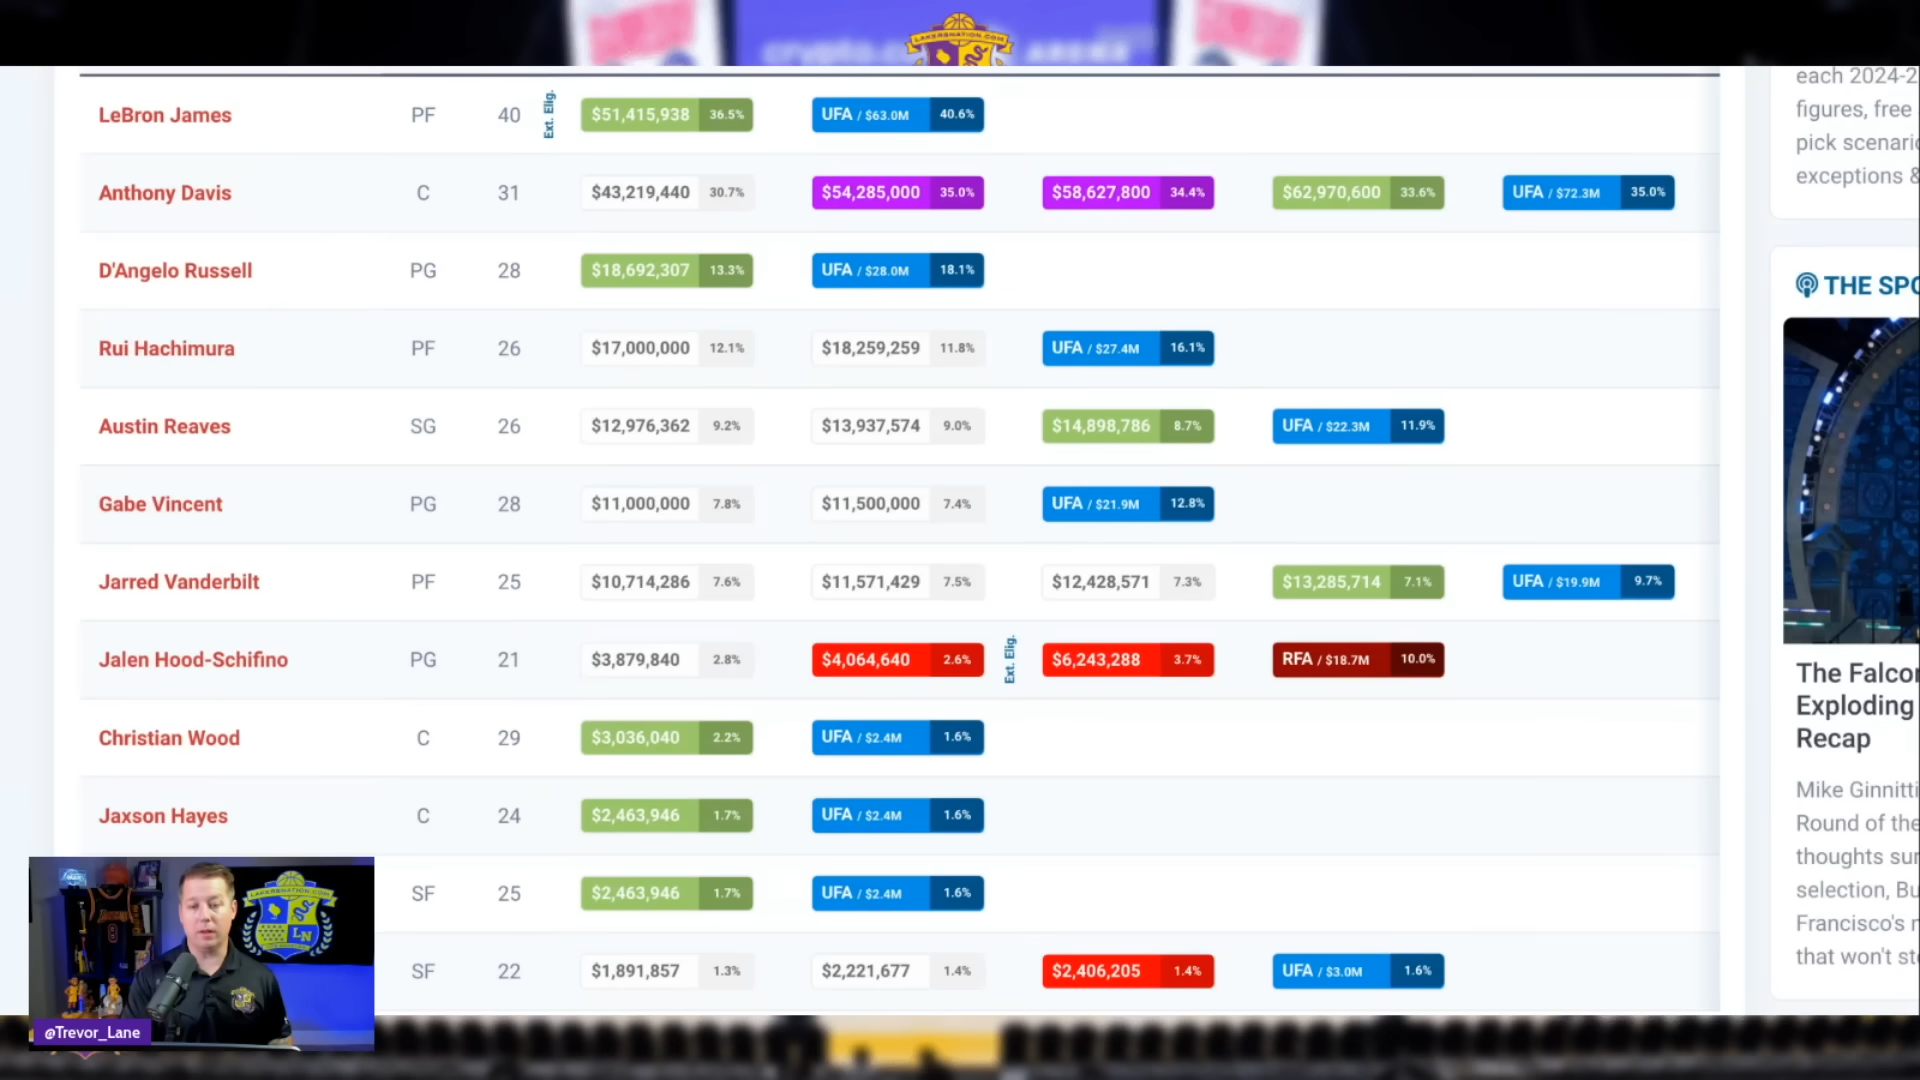 LAKERSNATION.COM
crypto.c ARENA
each 2024-2
figures, free
pick scenari
exceptions &
LeBron James PF 40 Ext. Elig. $51,415,938 36.5% UFA / $63.0M 40.6%
Anthony Davis C 31 $43,219,440 30.7% $54,285,000 35.0% $58,627,800 34.4% $62,970,600 33.6% UFA / $72.3M 35.0%
D'Angelo Russell PG 28 $18,692,307 13.3% UFA / $28.0M 18.1%
THE SPO
Rui Hachimura PF 26 $17,000,000 12.1% $18,259,259 11.8% UFA / $27.4M 16.1%
Austin Reaves SG 26 $12,976,362 9.2% $13,937,574 9.0% $14,898,786 8.7% UFA / $22.3M 11.9%
Gabe Vincent PG 28 $11,000,000 7.8% $11,500,000 7.4% UFA / $21.9M 12.8%
Jarred Vanderbilt PF 25 $10,714,286 7.6% $11,571,429 7.5% $12,428,571 7.3% $13,285,714 7.1% UFA / $19.9M 9.7%
Jalen Hood-Schifino PG 21 $3,879,840 2.8% $4,064,640 2.6% Ext. Elig. $6,243,288 3.7% RFA / $18.7M 10.0%
The Falco
Exploding
Recap
Christian Wood C 29 $3,036,040 2.2% UFA / $2.4M 1.6%
Jaxson Hayes C 24 $2,463,946 1.7% UFA / $2.4M 1.6%
Mike Ginnitti
Round of the
thoughts sur
selection, Bu
Francisco's r
that won't st
SF 25 $2,463,946 1.7% UFA / $2.4M 1.6%
SF 22 $1,891,857 1.3% $2,221,677 1.4% $2,406,205 1.4% UFA / $3.0M 1.6%
LAKERSNATION.COM
LN
@Trevor_Lane